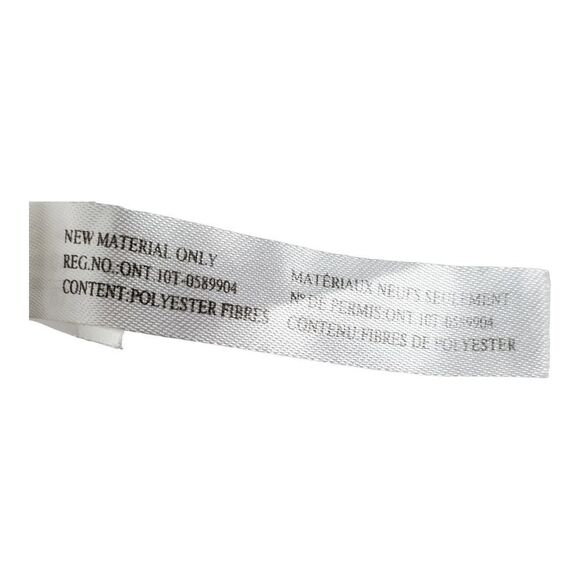 NEW MATERIAL ONLY
REG.NO.:ONT 10T-0589904
CONTENT:POLYESTER FIBRES
MATÉRIAUX NEUFS SEULEMENT
Nº DE PERMIS:ONT 10T-0589904
CONTENU FIBRES DE POLYESTER